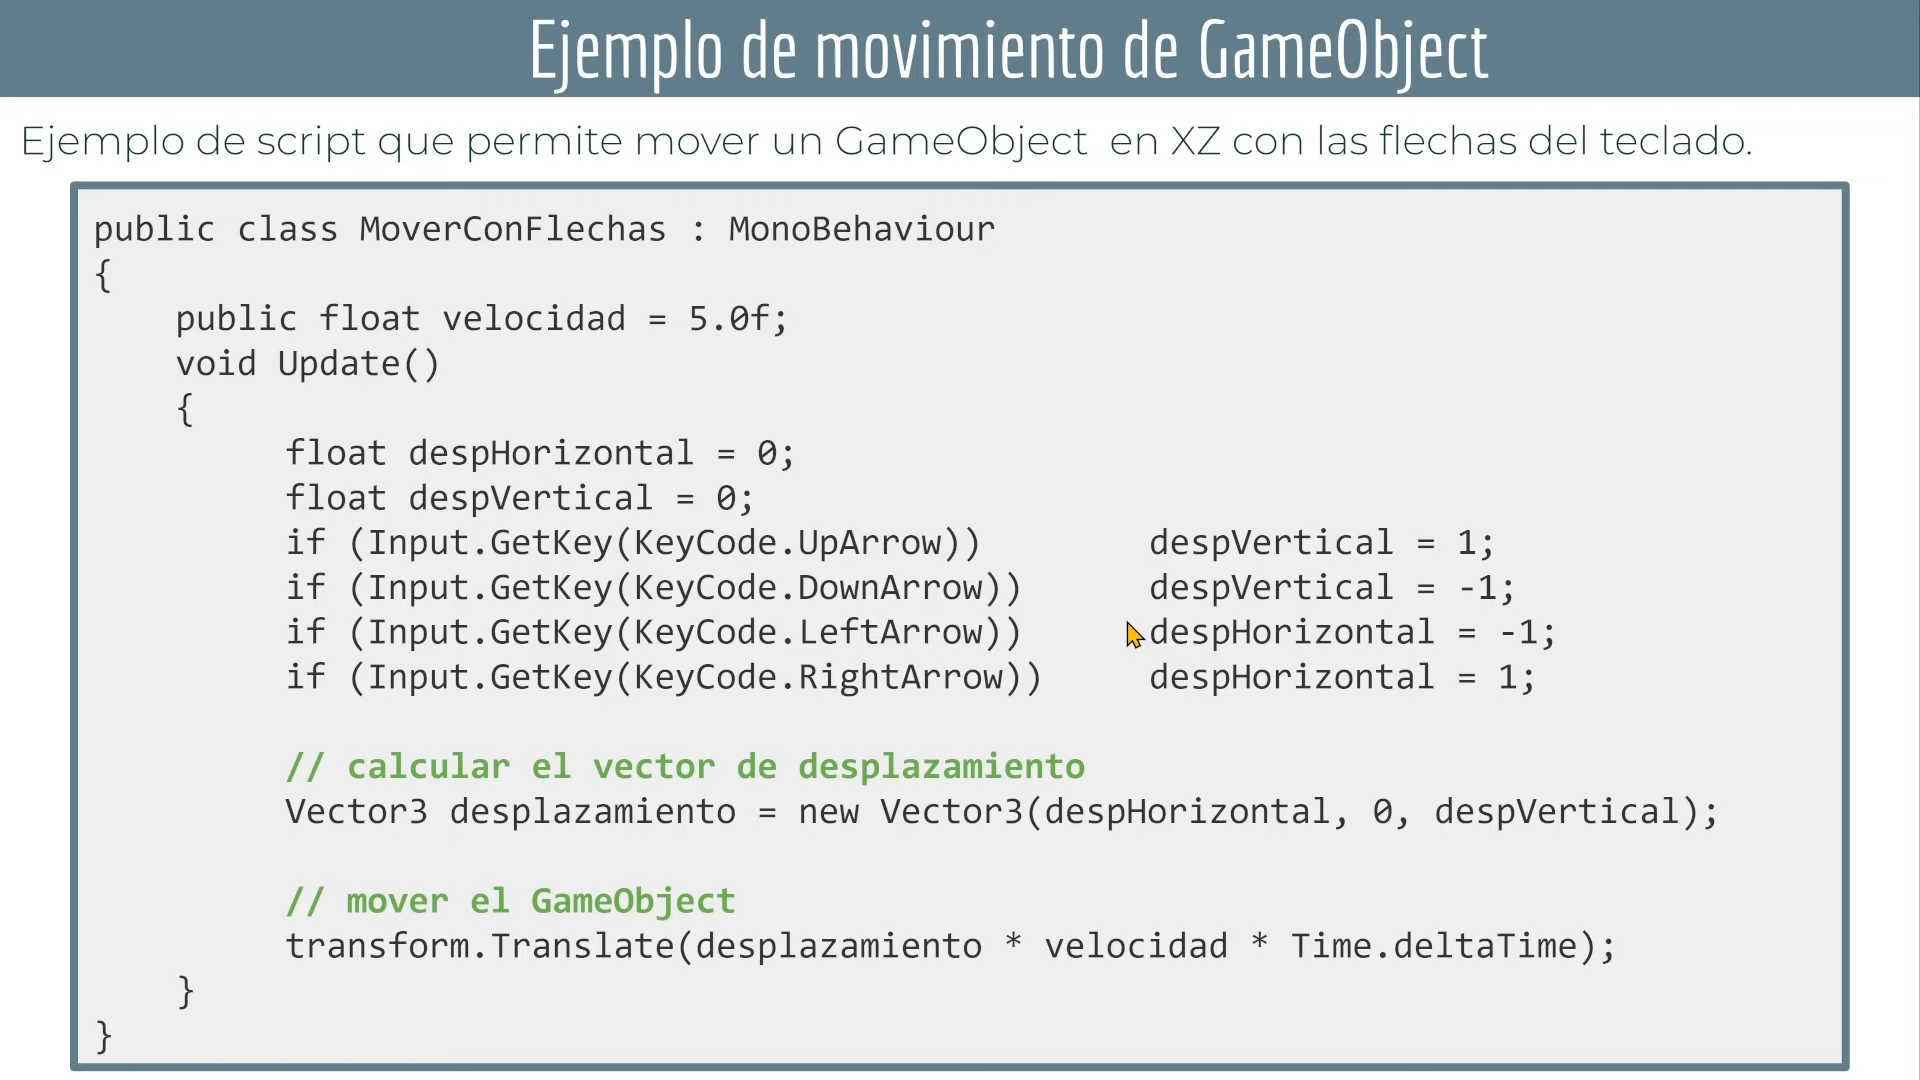 Ejemplo de movimiento de GameObject
Ejemplo de script que permite mover un GameObject en XZ con las flechas del teclado.
public class MoverConFlechas : MonoBehaviour
{
    public float velocidad = 5.0f;
    void Update()
    {
        float despHorizontal = 0;
        float despVertical = 0;
        if (Input.GetKey(KeyCode.UpArrow)) despVertical = 1;
        if (Input.GetKey(KeyCode.DownArrow)) despVertical = -1;
        if (Input.GetKey(KeyCode.LeftArrow)) despHorizontal = -1;
        if (Input.GetKey(KeyCode.RightArrow)) despHorizontal = 1;
        // calcular el vector de desplazamiento
        Vector3 desplazamiento = new Vector3(despHorizontal, 0, despVertical);
        // mover el GameObject
        transform.Translate(desplazamiento * velocidad * Time.deltaTime);
    }
}